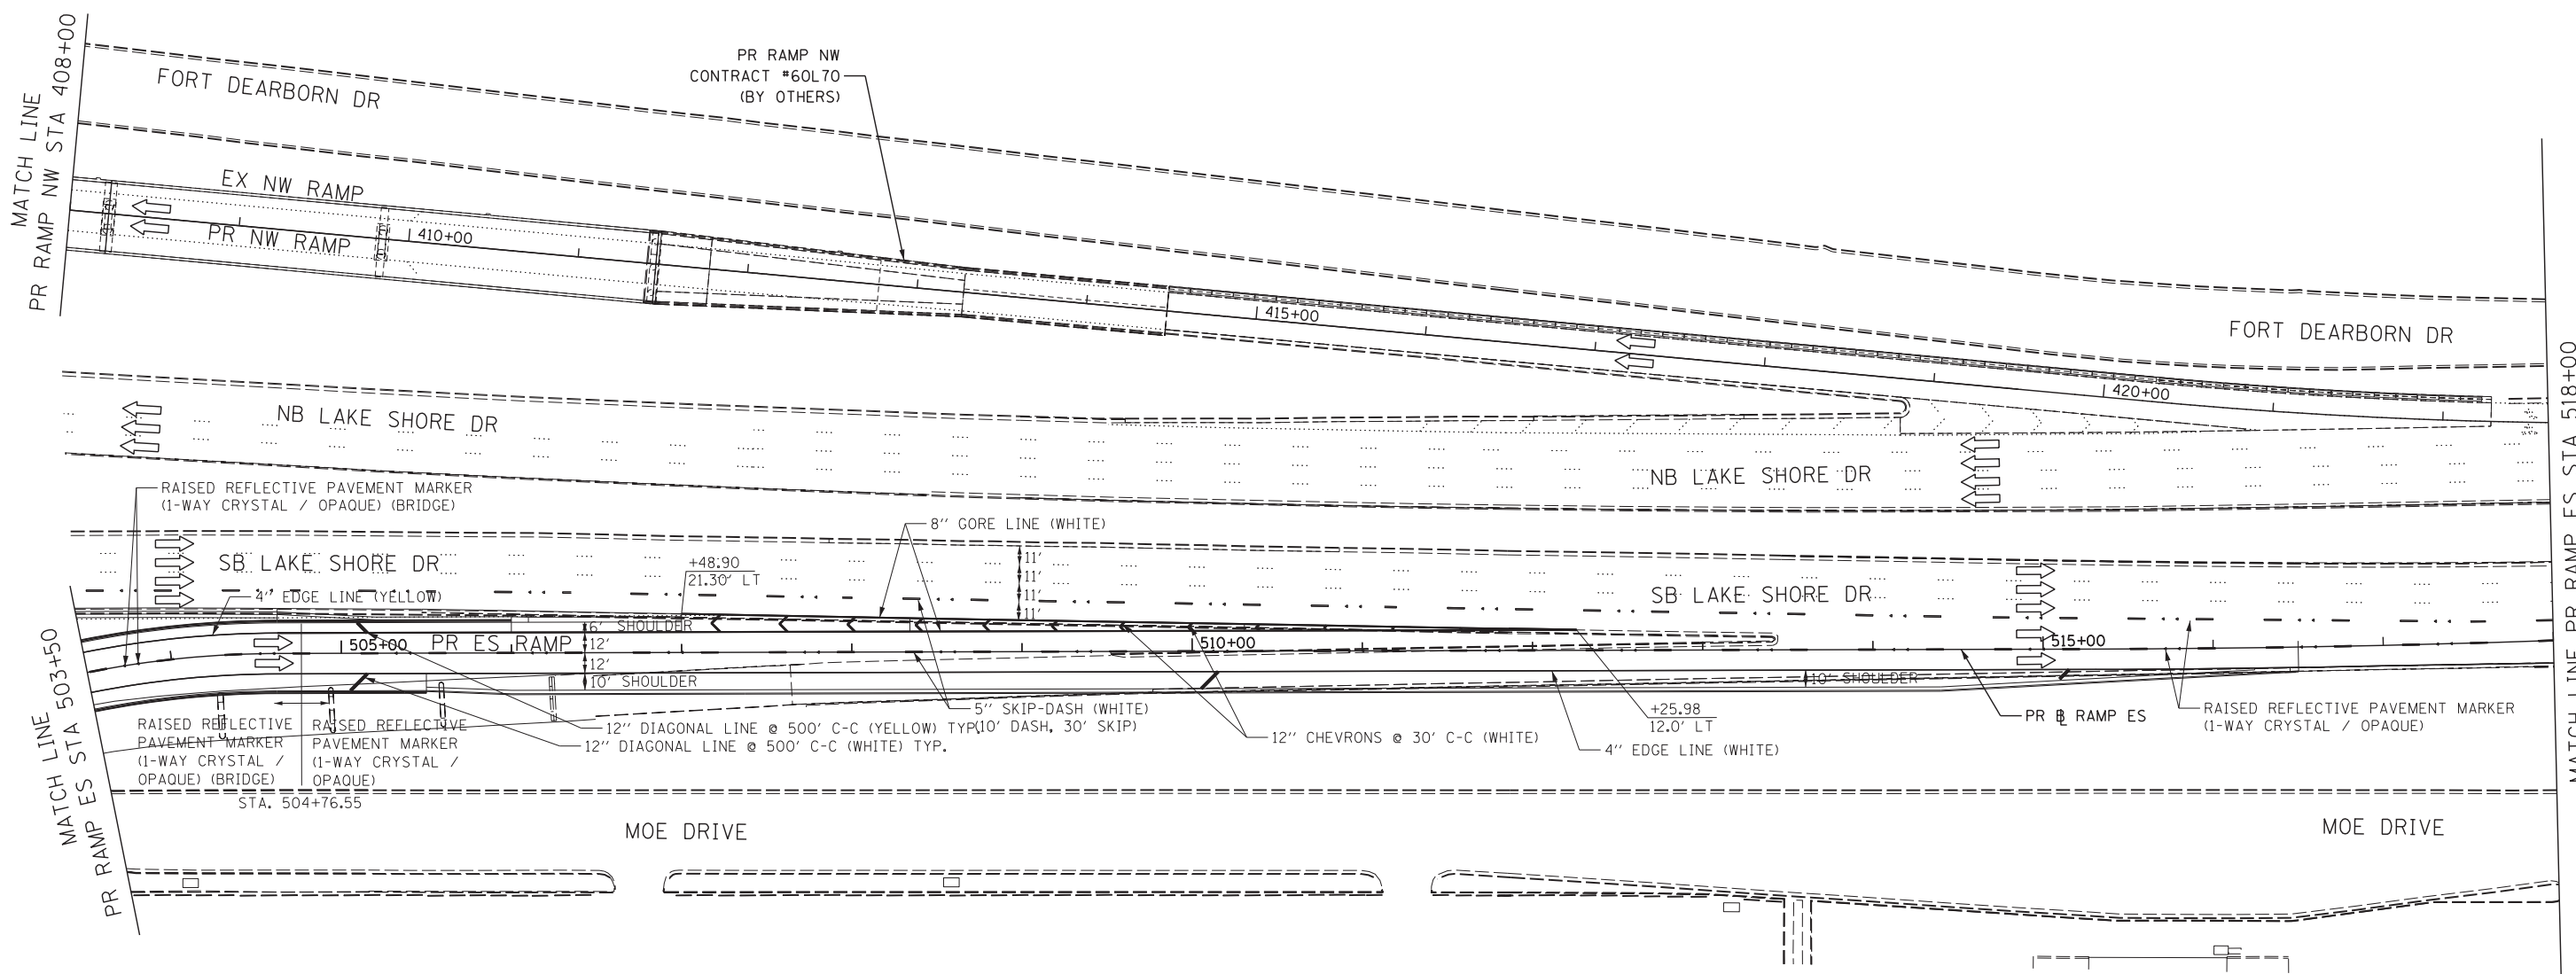 MATCH LINE
PR RAMP NW STA 408+00
FORT DEARBORN DR
PR RAMP NW
CONTRACT #60L70
(BY OTHERS)
EX NW RAMP
PR NW RAMP
410+00
415+00
420+00
FORT DEARBORN DR
MATCH LINE PR RAMP ES STA 518+00
NB LAKE SHORE DR
NB LAKE SHORE DR
RAISED REFLECTIVE PAVEMENT MARKER
(1-WAY CRYSTAL / OPAQUE) (BRIDGE)
8" GORE LINE (WHITE)
SB LAKE SHORE DR
+48.90
21.30' LT
11'
11'
11'
11'
SB LAKE SHORE DR
4" EDGE LINE (YELLOW)
6' SHOULDER
12'
12'
10' SHOULDER
505+00
PR ES RAMP
510+00
515+00
10' SHOULDER
MATCH LINE
PR RAMP ES STA 503+50
RAISED REFLECTIVE
PAVEMENT MARKER
(1-WAY CRYSTAL /
OPAQUE) (BRIDGE)
RAISED REFLECTIVE
PAVEMENT MARKER
(1-WAY CRYSTAL /
OPAQUE)
STA. 504+76.55
12" DIAGONAL LINE @ 500' C-C (YELLOW) TYP.
12" DIAGONAL LINE @ 500' C-C (WHITE) TYP.
5" SKIP-DASH (WHITE)
(10' DASH, 30' SKIP)
12" CHEVRONS @ 30' C-C (WHITE)
+25.98
12.0' LT
4" EDGE LINE (WHITE)
PR ⅊ RAMP ES
RAISED REFLECTIVE PAVEMENT MARKER
(1-WAY CRYSTAL / OPAQUE)
MOE DRIVE
MOE DRIVE